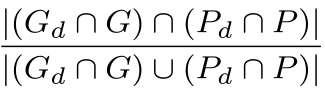 |(G_d ∩ G) ∩ (P_d ∩ P)|
|(G_d ∩ G) ∪ (P_d ∩ P)|